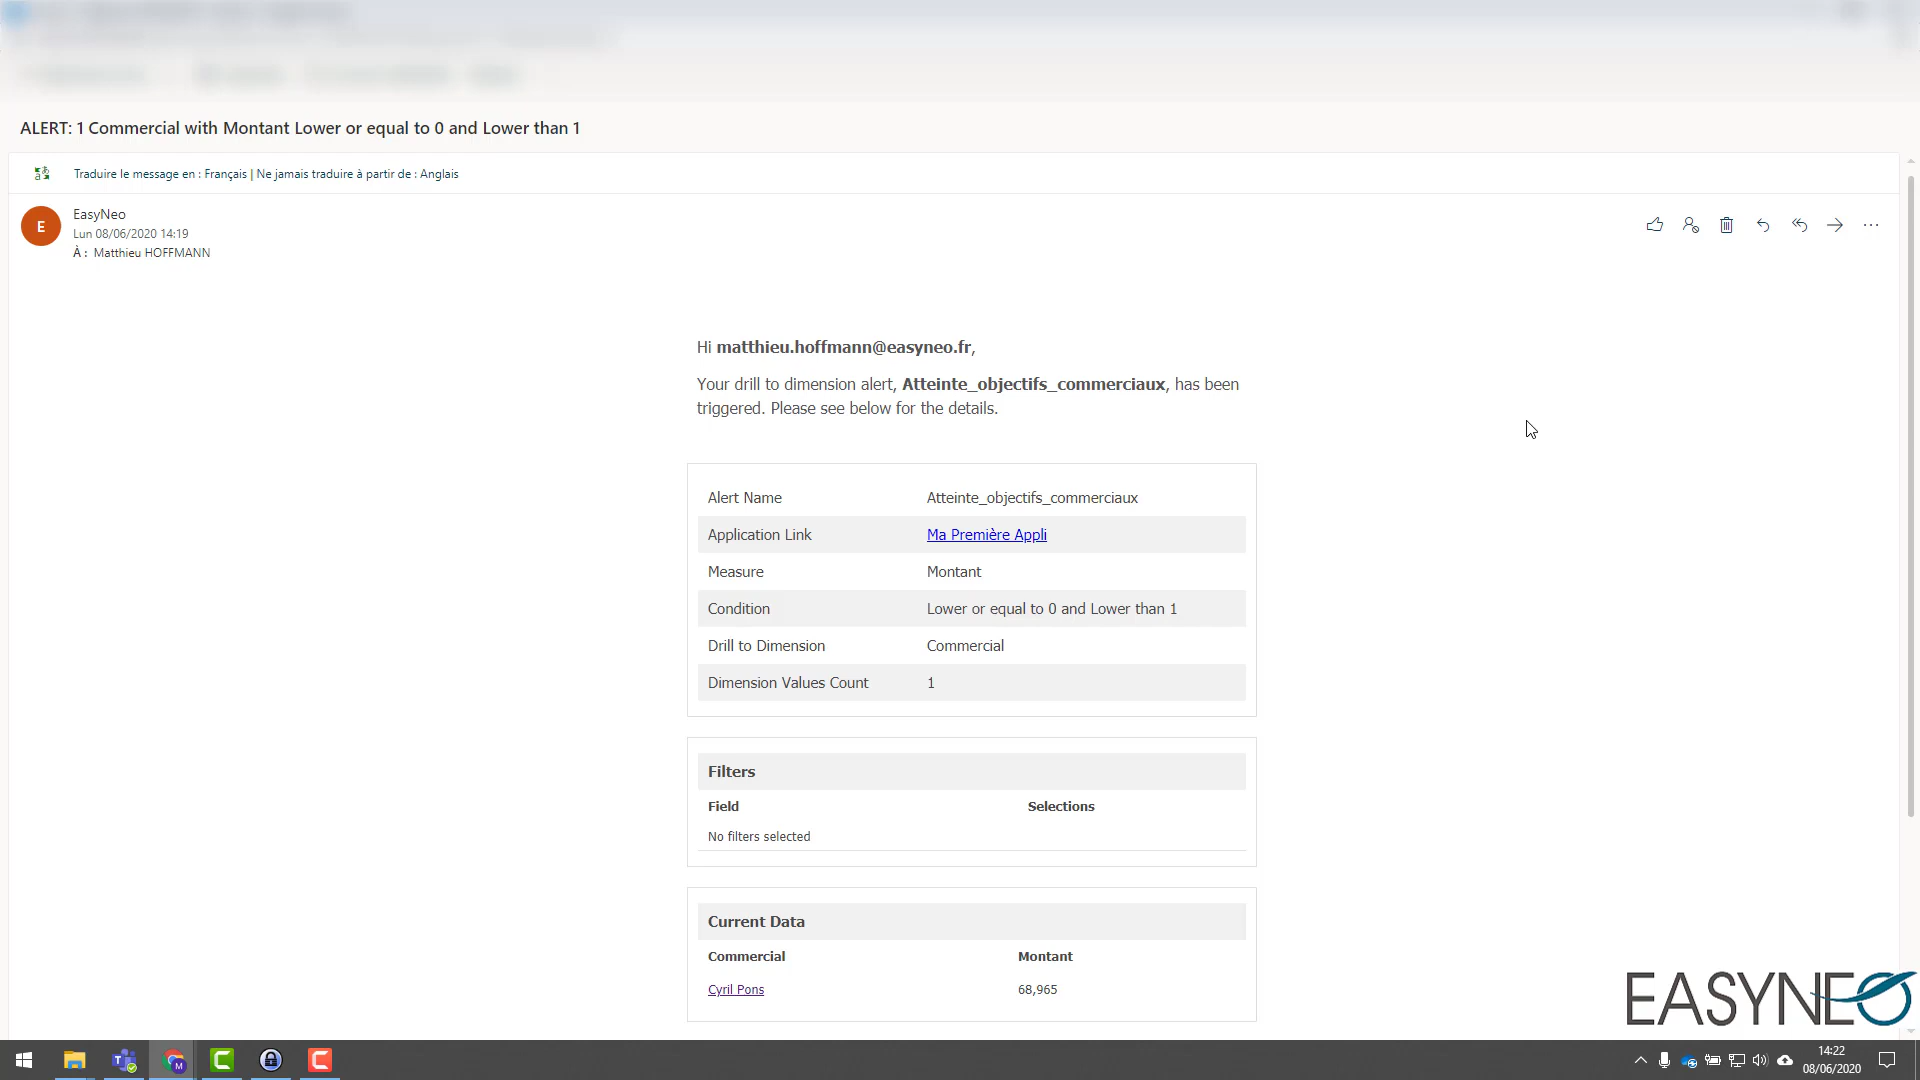 ALERT: 1 Commercial with Montant Lower or equal to 0 and Lower than 1
Traduire le message en : Français | Ne jamais traduire à partir de : Anglais
E
EasyNeo
Lun 08/06/2020 14:19
À : Matthieu HOFFMANN
Hi matthieu.hoffmann@easyneo.fr,
Your drill to dimension alert, Atteinte_objectifs_commerciaux, has been
triggered. Please see below for the details.
Alert Name Atteinte_objectifs_commerciaux
Application Link Ma Première Appli
Measure Montant
Condition Lower or equal to 0 and Lower than 1
Drill to Dimension Commercial
Dimension Values Count 1
Filters
Field Selections
No filters selected
Current Data
Commercial Montant
Cyril Pons 68,965
EASYNEO
14:22
08/06/2020